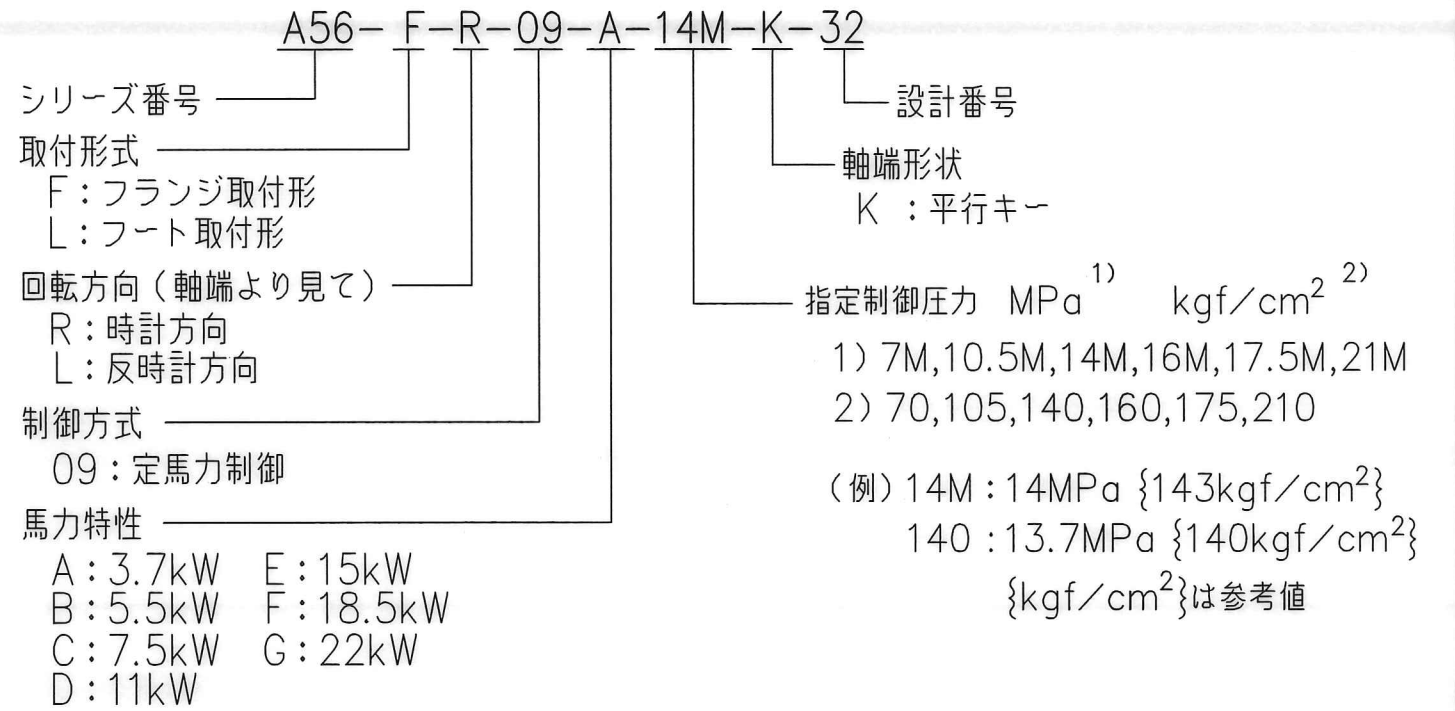 A56-F-R-09-A-14M-K-32
シリーズ番号
取付形式
F:フランジ取付形
L:フート取付形
回転方向(軸端より見て)
R:時計方向
L:反時計方向
制御方式
09:定馬力制御
馬力特性
A:3.7kW E:15kW
B:5.5kW F:18.5kW
C:7.5kW G:22kW
D:11kW
設計番号
軸端形状
K :平行キー
指定制御圧力 MPa 1) kgf/cm2 2)
1)7M,10.5M,14M,16M,17.5M,21M
2)70,105,140,160,175,210
(例)14M:14MPa {143kgf/cm2}
140:13.7MPa {140kgf/cm2}
{kgf/cm2}は参考値